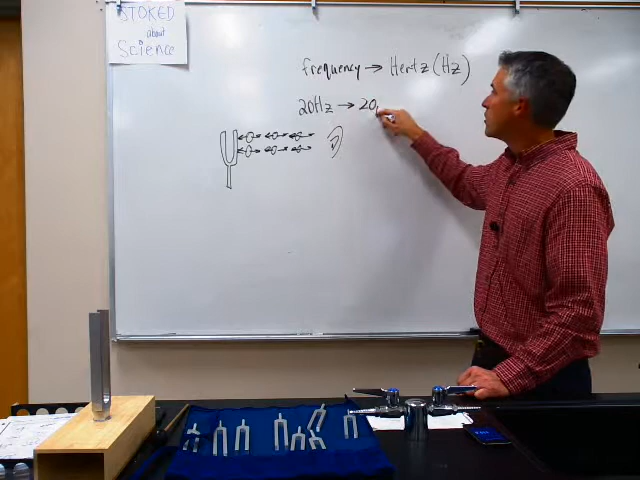 STOKED
about
Science
frequency → Hertz (Hz)
20Hz → 20,